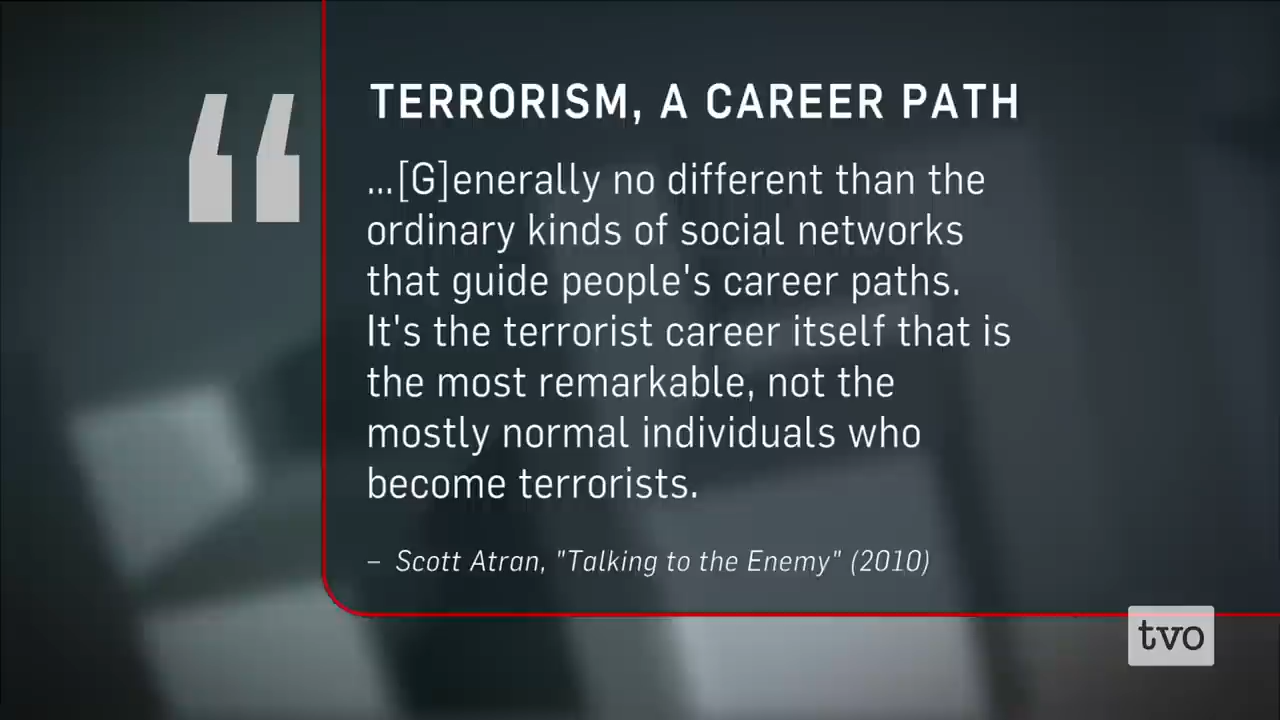 TERRORISM, A CAREER PATH
...[G]enerally no different than the
ordinary kinds of social networks
that guide people's career paths.
It's the terrorist career itself that is
the most remarkable, not the
mostly normal individuals who
become terrorists.
– Scott Atran, "Talking to the Enemy" (2010)
tvo